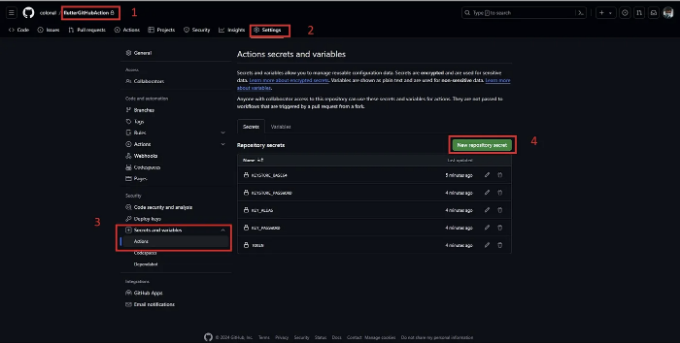 colonal / FlutterGitHubAction 1
Type / to search
Code Issues Pull requests Actions Projects Security Insights Settings 2
General
Actions secrets and variables
Access
Collaborators
Secrets and variables allow you to manage reusable configuration data. Secrets are encrypted and are used for sensitive
data. Learn more about encrypted secrets. Variables are shown as plain text and are used for non-sensitive data. Learn more
about variables.
Anyone with collaborator access to this repository can use these secrets and variables for actions. They are not passed to
workflows that are triggered by a pull request from a fork.
Code and automation
Branches
Tags
Rules
Actions
Webhooks
Codespaces
Pages
Secrets Variables
Repository secrets New repository secret 4
Name Last updated
KEYSTORE_BASE64 5 minutes ago
KEYSTORE_PASSWORD 4 minutes ago
KEY_ALIAS 4 minutes ago
KEY_PASSWORD 4 minutes ago
TOKEN 4 minutes ago
Security
Code security and analysis
Deploy keys
3 Secrets and variables
Actions
Codespaces
Dependabot
Integrations
GitHub Apps
Email notifications
© 2024 GitHub, Inc. Terms Privacy Security Status Docs Contact Manage cookies Do not share my personal information